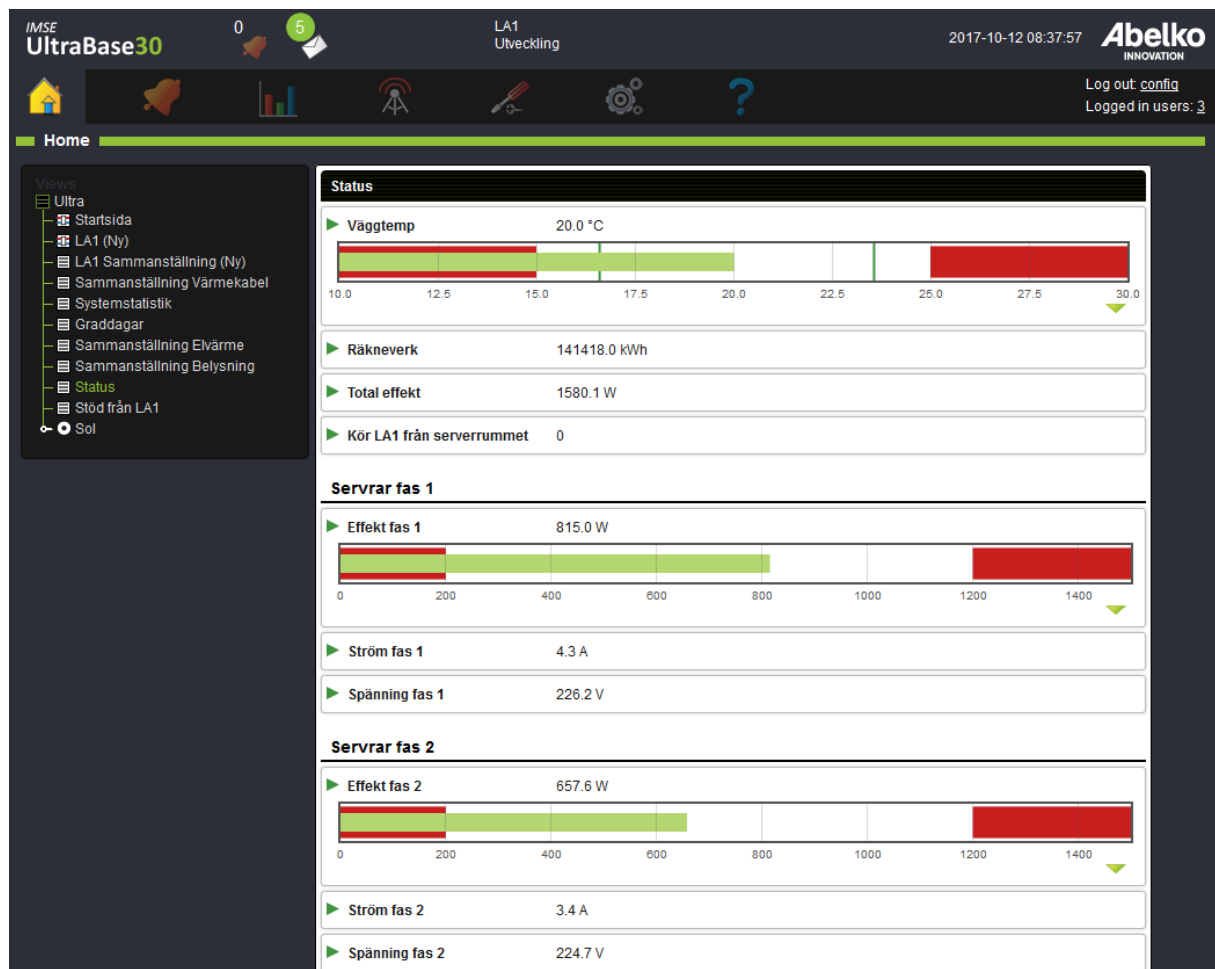 IMSE
UltraBase30
0
5
LA1
Utveckling
2017-10-12 08:37:57
Abelko
INNOVATION
Log out: config
Logged in users: 3
Home
Views
Ultra
Startsida
LA1 (Ny)
LA1 Sammanställning (Ny)
Sammanställning Värmekabel
Systemstatistik
Graddagar
Sammanställning Elvärme
Sammanställning Belysning
Status
Stöd från LA1
Sol
Status
Väggtemp 20.0 °C
10.0 12.5 15.0 17.5 20.0 22.5 25.0 27.5 30.0
Räkneverk 141418.0 kWh
Total effekt 1580.1 W
Kör LA1 från serverrummet 0
Servrar fas 1
Effekt fas 1 815.0 W
0 200 400 600 800 1000 1200 1400
Ström fas 1 4.3 A
Spänning fas 1 226.2 V
Servrar fas 2
Effekt fas 2 657.6 W
0 200 400 600 800 1000 1200 1400
Ström fas 2 3.4 A
Spänning fas 2 224.7 V